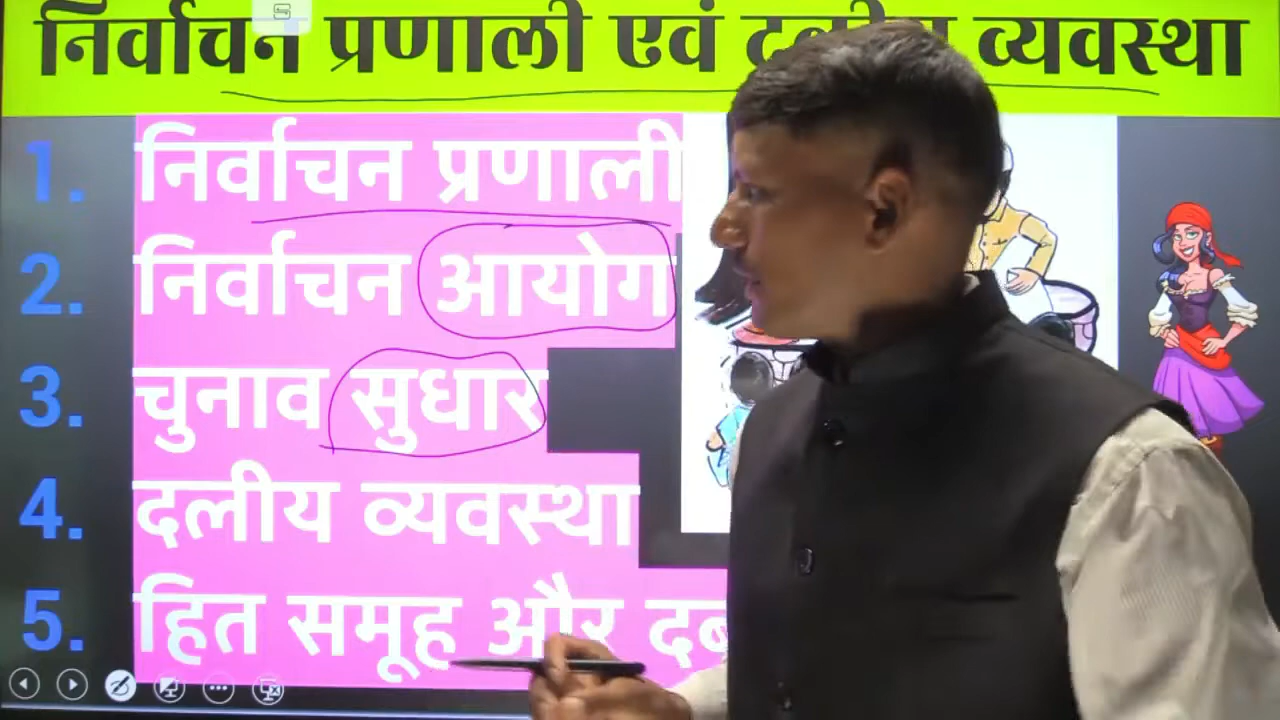 निर्वाचन प्रणाली एवं व्यवस्था
1. निर्वाचन प्रणाली
2. निर्वाचन आयोग
3. चुनाव सुधार
4. दलीय व्यवस्था
5. हित समूह और